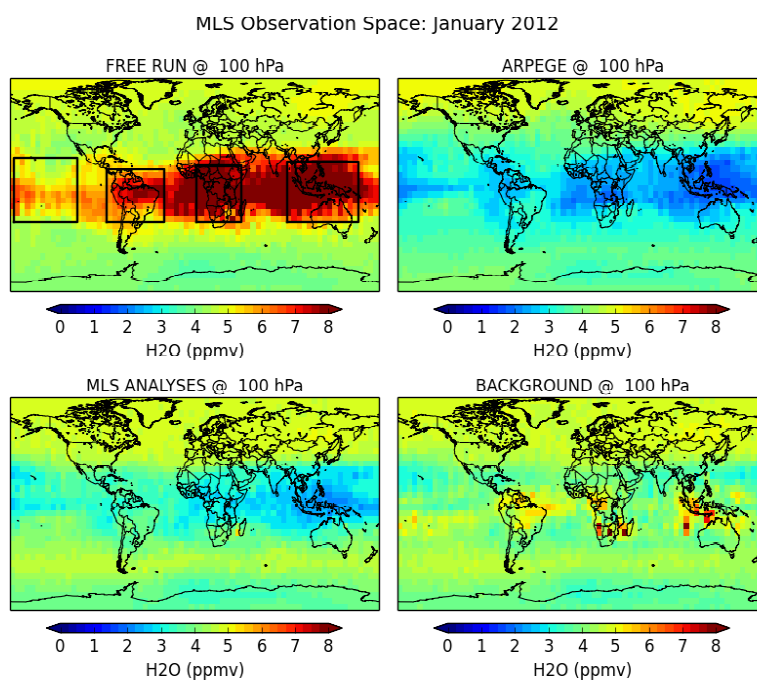 MLS Observation Space: January 2012
FREE RUN @ 100 hPa
ARPEGE @ 100 hPa
0 1 2 3 4 5 6 7 8
0 1 2 3 4 5 6 7 8
H2O (ppmv)
H2O (ppmv)
MLS ANALYSES @ 100 hPa
BACKGROUND @ 100 hPa
0 1 2 3 4 5 6 7 8
0 1 2 3 4 5 6 7 8
H2O (ppmv)
H2O (ppmv)